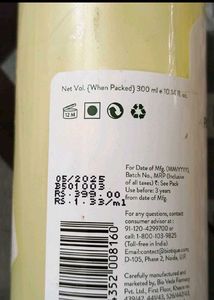 Net Vol. (When Packed) 300 ml e 10.14 fl. oz.
12 M
05/2025
B501003
Rs.399.00
Rs.1.33/ml
For Date of Mfg. (MM/YYYY),
Batch No., MRP (Inclusive
of all taxes) ₹: See Pack
Use before: 3 years
from date of Mfg.
For any questions, contact
consumer advisor at :
91-120-4299700 or
call: 1-800-103-9825
(Toll-free in India)
Email:contact@biotique.com
D-105, Phase 2, Noida, U.P.
Carefully manufactured and
marketed by, Bio Veda
Pvt. Ltd., First Floor,